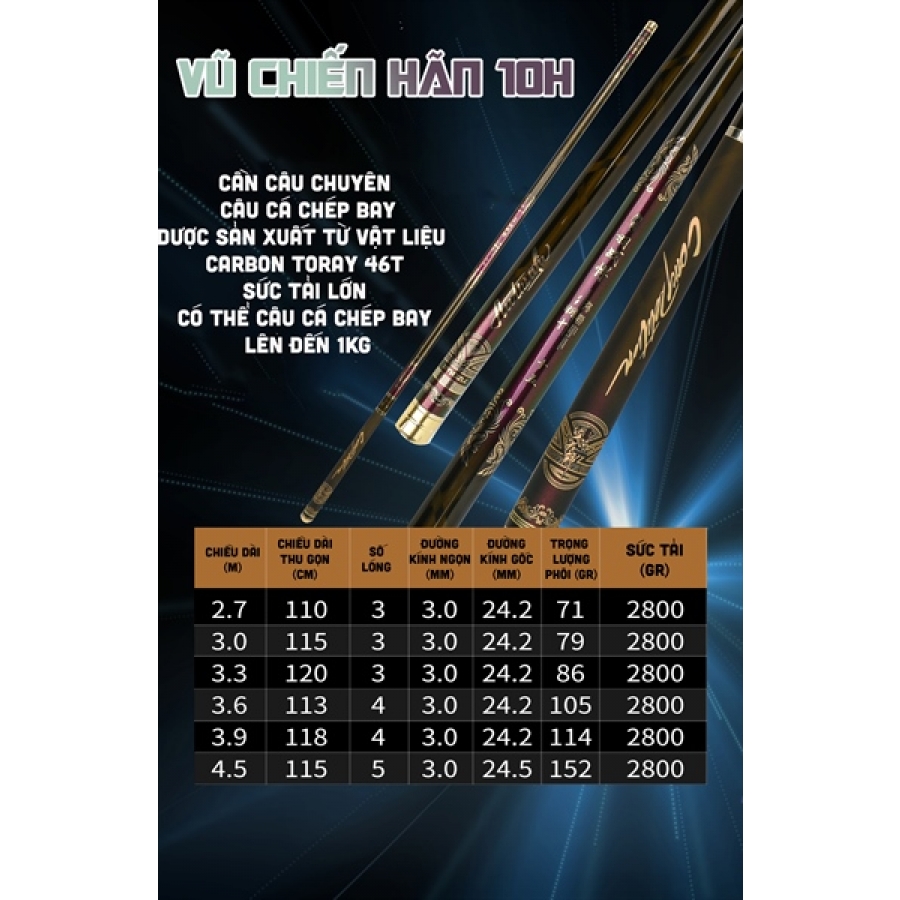 VŨ CHIẾN HÃN 10H
CẦN CÂU CHUYÊN
CÂU CÁ CHÉP BAY
ĐƯỢC SẢN XUẤT TỪ VẬT LIỆU
CARBON TORAY 46T
SỨC TẢI LỚN
CÓ THỂ CÂU CÁ CHÉP BAY
LÊN ĐẾN 1KG
Competition
CHIỀU DÀI (M) CHIỀU DÀI THU GỌN (CM) SỐ LÓNG ĐƯỜNG KÍNH NGỌN (MM) ĐƯỜNG KÍNH GỐC (MM) TRỌNG LƯỢNG PHÔI (GR) SỨC TẢI (GR)
2.7 110 3 3.0 24.2 71 2800
3.0 115 3 3.0 24.2 79 2800
3.3 120 3 3.0 24.2 86 2800
3.6 113 4 3.0 24.2 105 2800
3.9 118 4 3.0 24.2 114 2800
4.5 115 5 3.0 24.5 152 2800